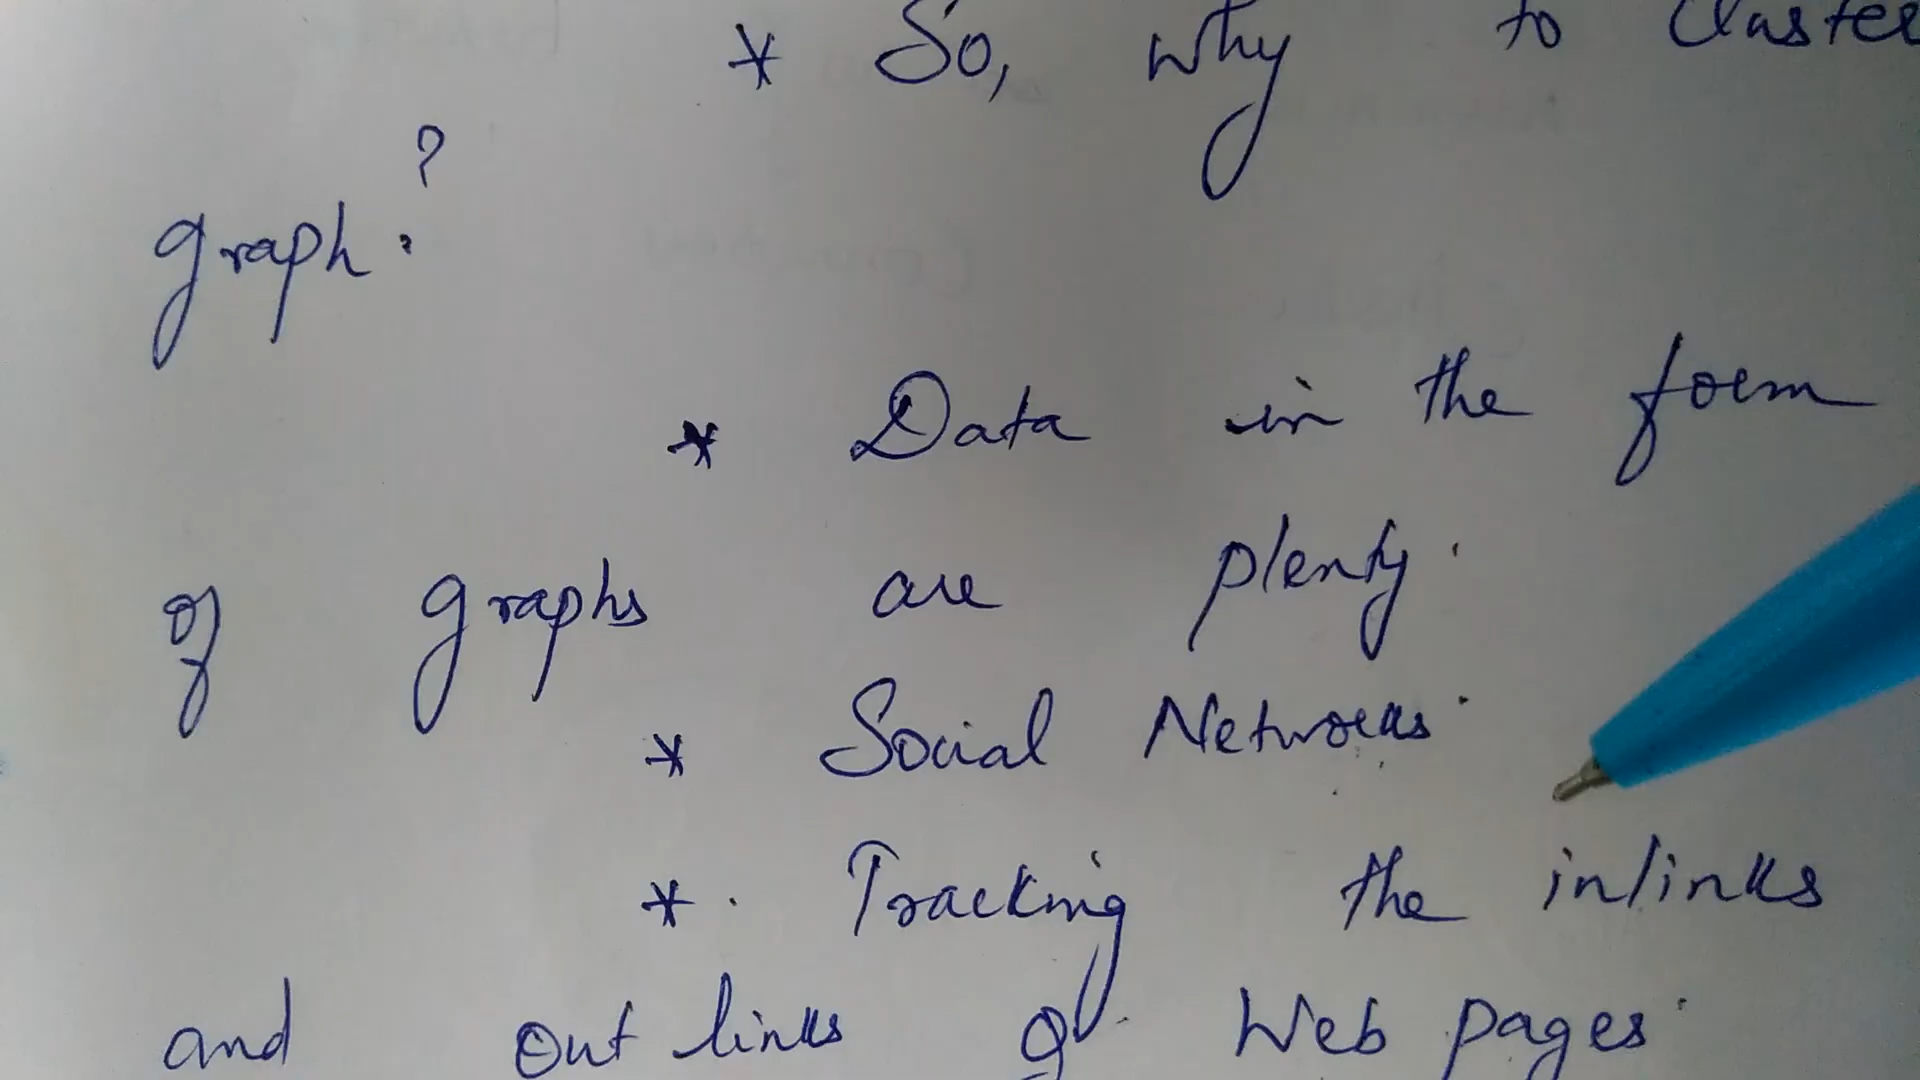 * So, why to Cluster
graph?
* Data in the form
of graphs are plenty.
* Social Networks.
* Tracking the inlinks
and out links of Web pages.